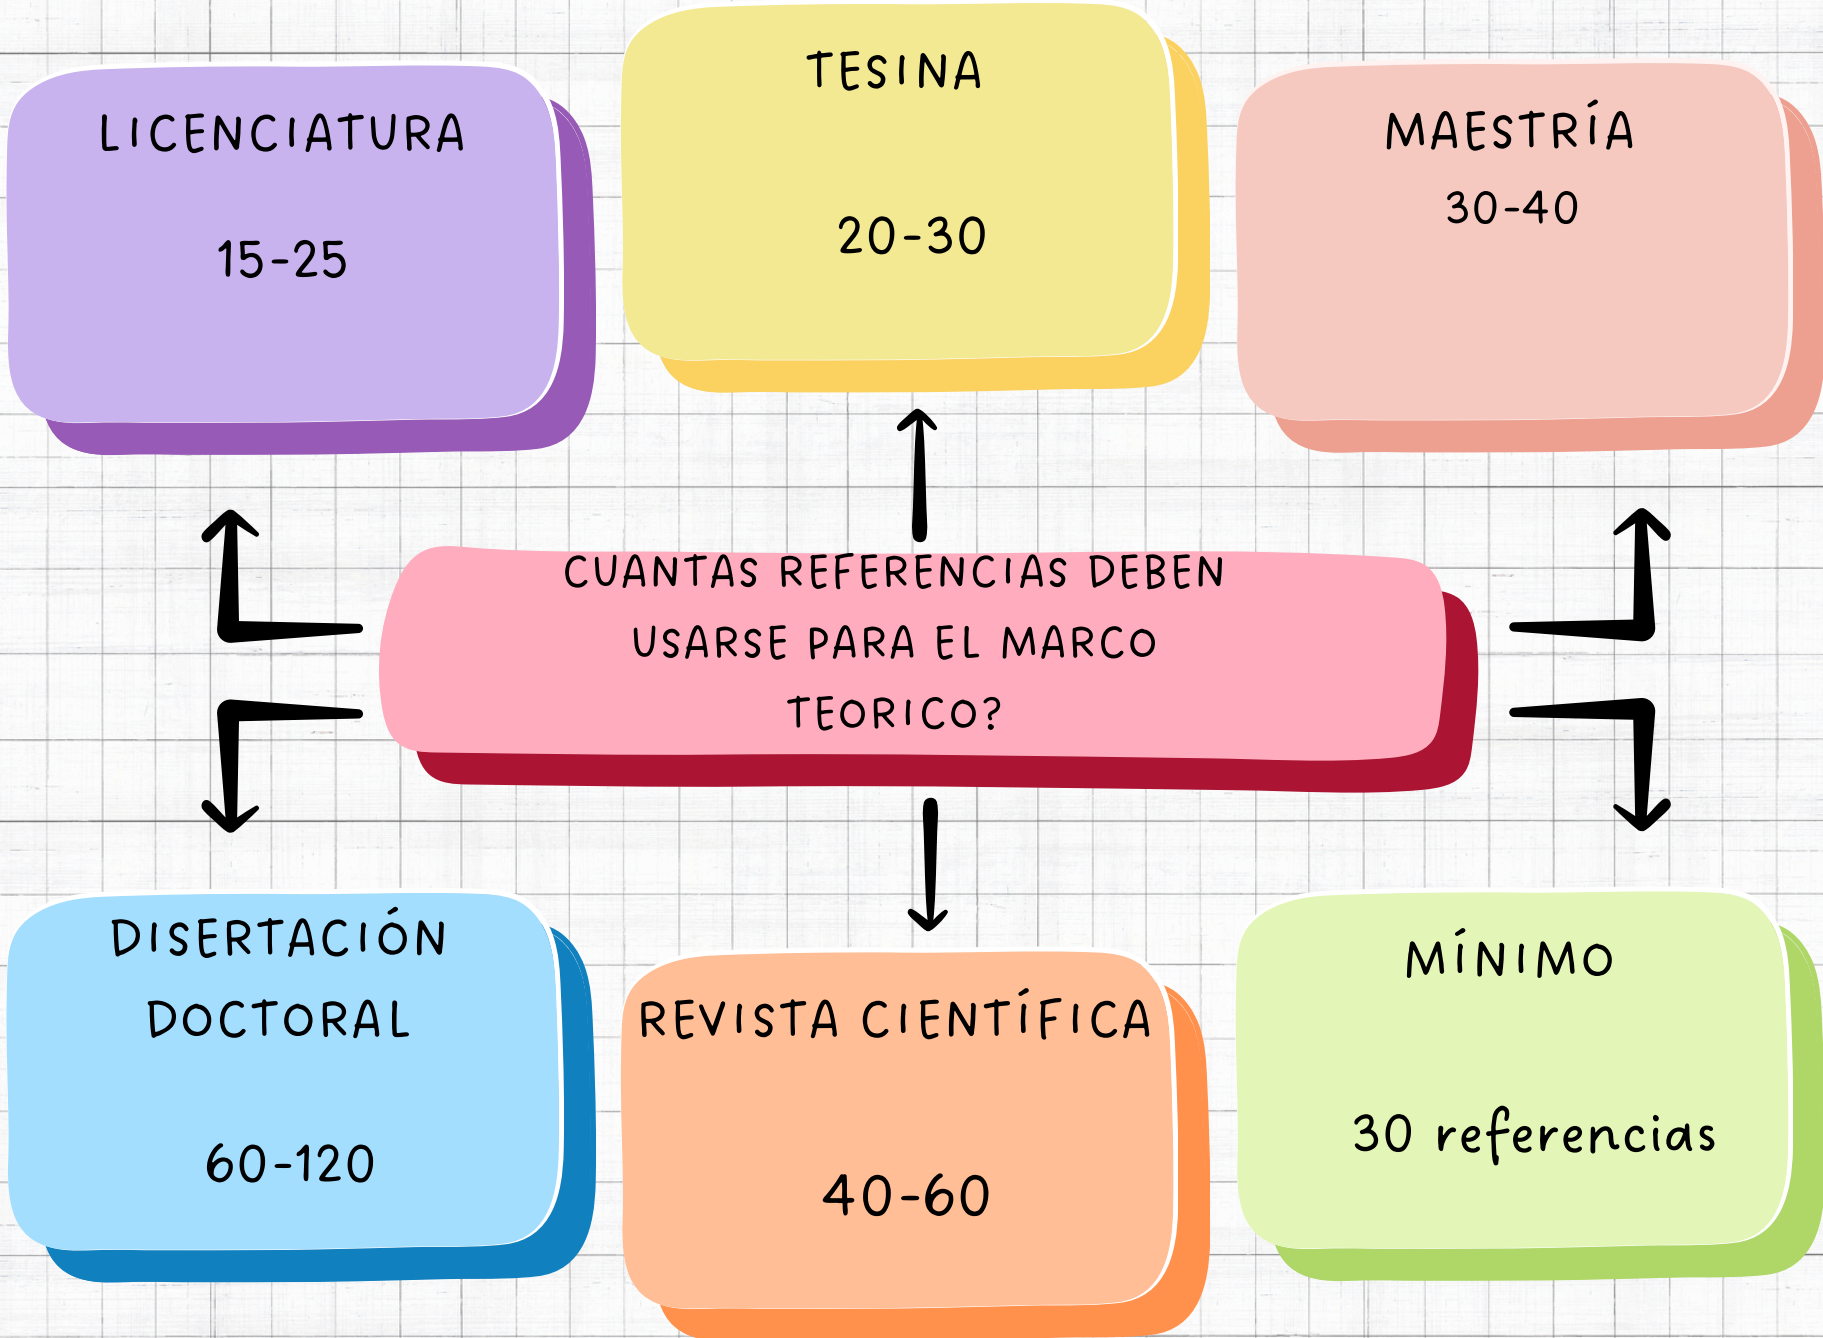 LICENCIATURA
15-25
TESINA
20-30
MAESTRÍA
30-40
CUANTAS REFERENCIAS DEBEN
USARSE PARA EL MARCO
TEORICO?
DISERTACIÓN
DOCTORAL
60-120
REVISTA CIENTÍFICA
40-60
MÍNIMO
30 referencias